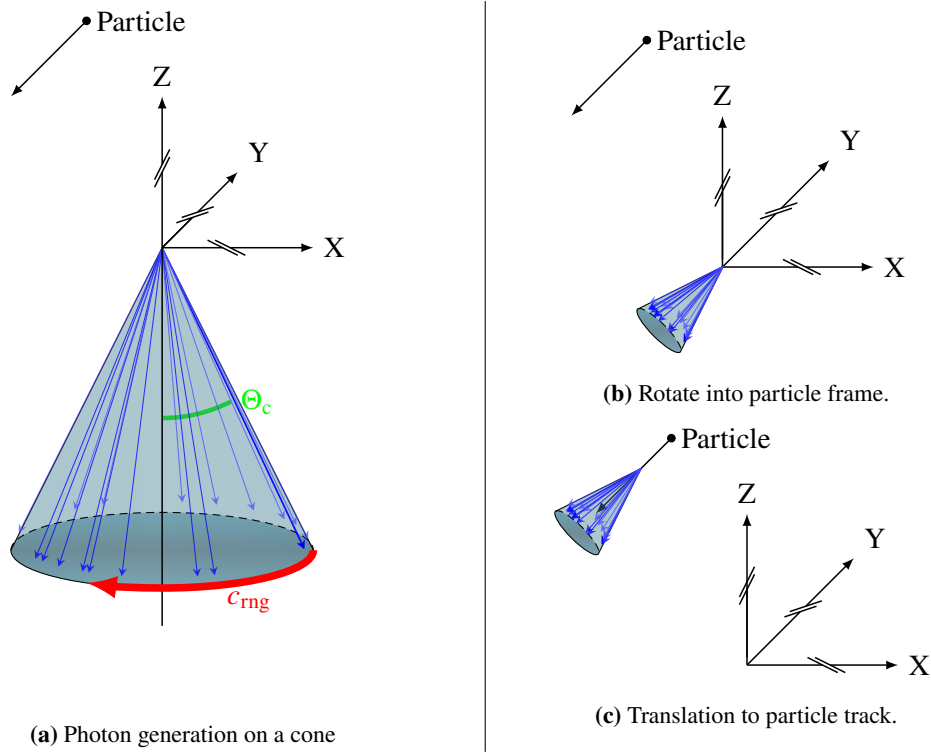 Particle
Z
Y
X
Θc
crng
(a) Photon generation on a cone
Particle
Z
Y
X
(b) Rotate into particle frame.
Particle
Z
Y
X
(c) Translation to particle track.